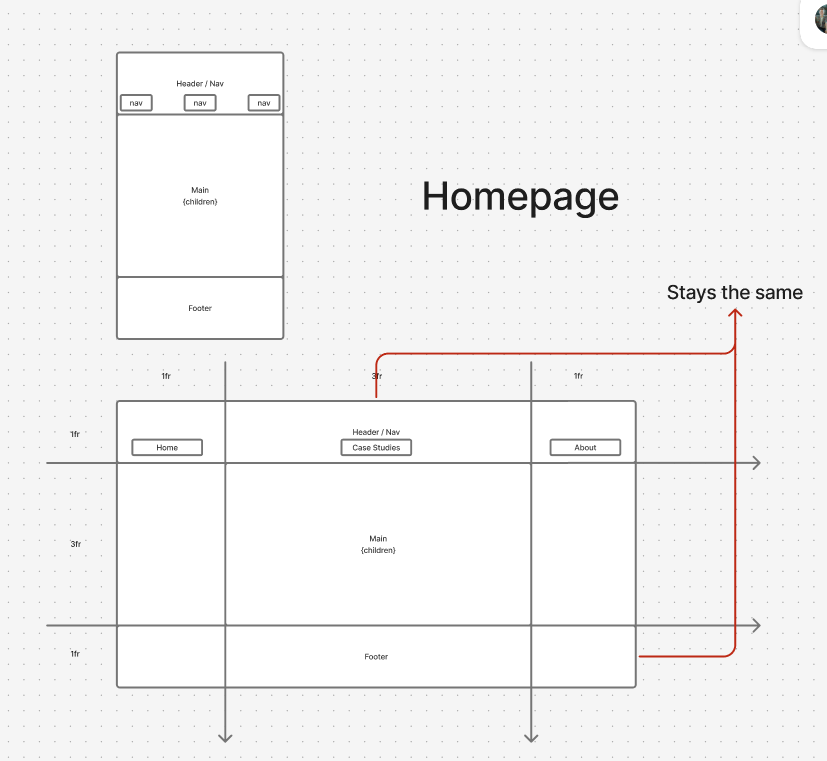 Header / Nav
nav
nav
nav
Main
{children}
Footer
Homepage
Stays the same
1fr
3fr
1fr
1fr
Header / Nav
Home
Case Studies
About
3fr
Main
{children}
1fr
Footer